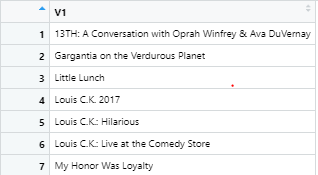 V1
1 13TH: A Conversation with Oprah Winfrey & Ava DuVernay
2 Gargantia on the Verdurous Planet
3 Little Lunch
4 Louis C.K. 2017
5 Louis C.K.: Hilarious
6 Louis C.K.: Live at the Comedy Store
7 My Honor Was Loyalty